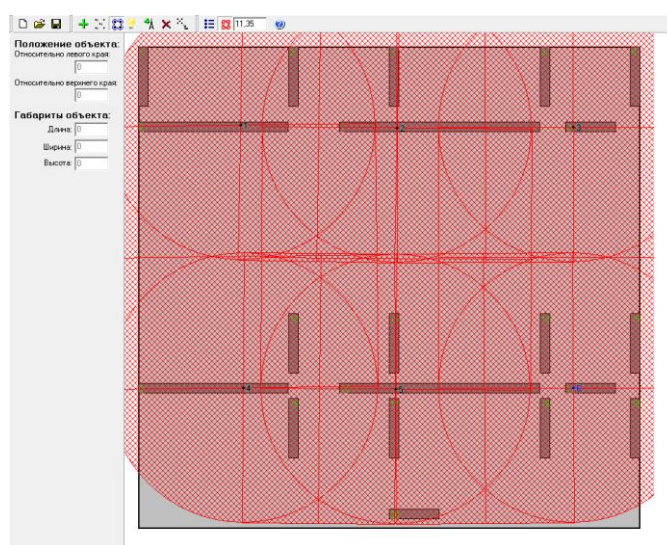 11,35
Положение объекта:
Относительно левого края:
0
Относительно верхнего края:
0
Габариты объекта:
Длина: 0
Ширина: 0
Высота: 0
1
2
3
4
5
6